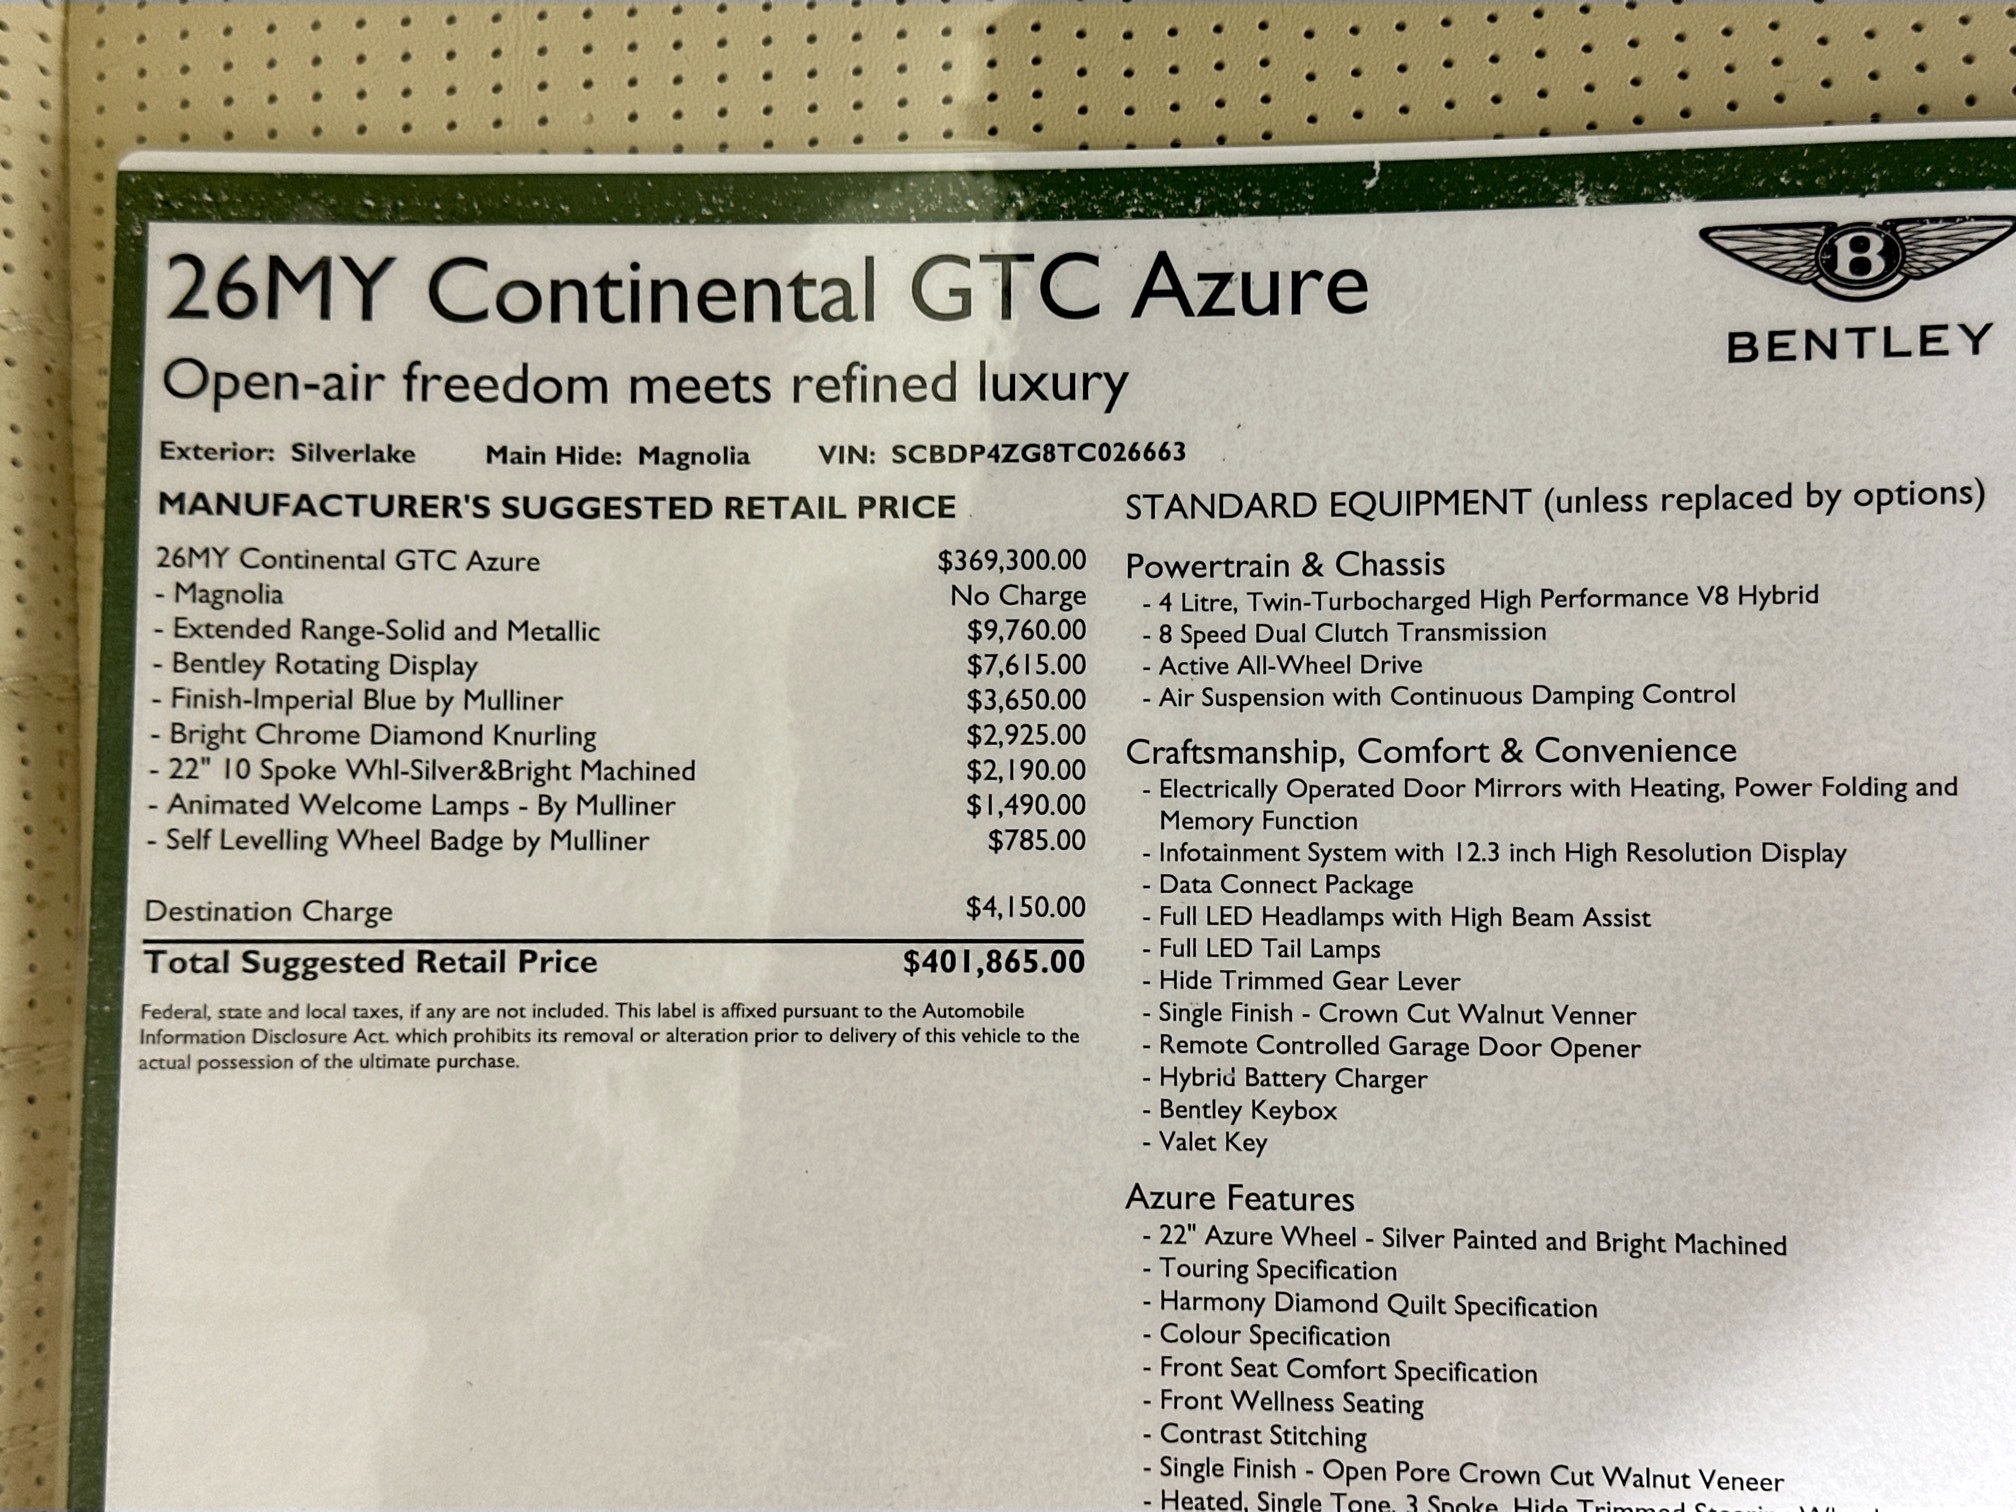 26MY Continental GTC Azure
Open-air freedom meets refined luxury
B
BENTLEY
Exterior: Silverlake Main Hide: Magnolia VIN: SCBDP4ZG8TC026663
MANUFACTURER'S SUGGESTED RETAIL PRICE
26MY Continental GTC Azure $369,300.00
- Magnolia No Charge
- Extended Range-Solid and Metallic $9,760.00
- Bentley Rotating Display $7,615.00
- Finish-Imperial Blue by Mulliner $3,650.00
- Bright Chrome Diamond Knurling $2,925.00
- 22" 10 Spoke Whl-Silver&Bright Machined $2,190.00
- Animated Welcome Lamps - By Mulliner $1,490.00
- Self Levelling Wheel Badge by Mulliner $785.00
Destination Charge $4,150.00
Total Suggested Retail Price $401,865.00
Federal, state and local taxes, if any are not included. This label is affixed pursuant to the Automobile
Information Disclosure Act. which prohibits its removal or alteration prior to delivery of this vehicle to the
actual possession of the ultimate purchase.
STANDARD EQUIPMENT (unless replaced by options)
Powertrain & Chassis
- 4 Litre, Twin-Turbocharged High Performance V8 Hybrid
- 8 Speed Dual Clutch Transmission
- Active All-Wheel Drive
- Air Suspension with Continuous Damping Control
Craftsmanship, Comfort & Convenience
- Electrically Operated Door Mirrors with Heating, Power Folding and
Memory Function
- Infotainment System with 12.3 inch High Resolution Display
- Data Connect Package
- Full LED Headlamps with High Beam Assist
- Full LED Tail Lamps
- Hide Trimmed Gear Lever
- Single Finish - Crown Cut Walnut Venner
- Remote Controlled Garage Door Opener
- Hybrid Battery Charger
- Bentley Keybox
- Valet Key
Azure Features
- 22" Azure Wheel - Silver Painted and Bright Machined
- Touring Specification
- Harmony Diamond Quilt Specification
- Colour Specification
- Front Seat Comfort Specification
- Front Wellness Seating
- Contrast Stitching
- Single Finish - Open Pore Crown Cut Walnut Veneer
- Heated, Single Tone, 3 Spoke, Hide Trimmed